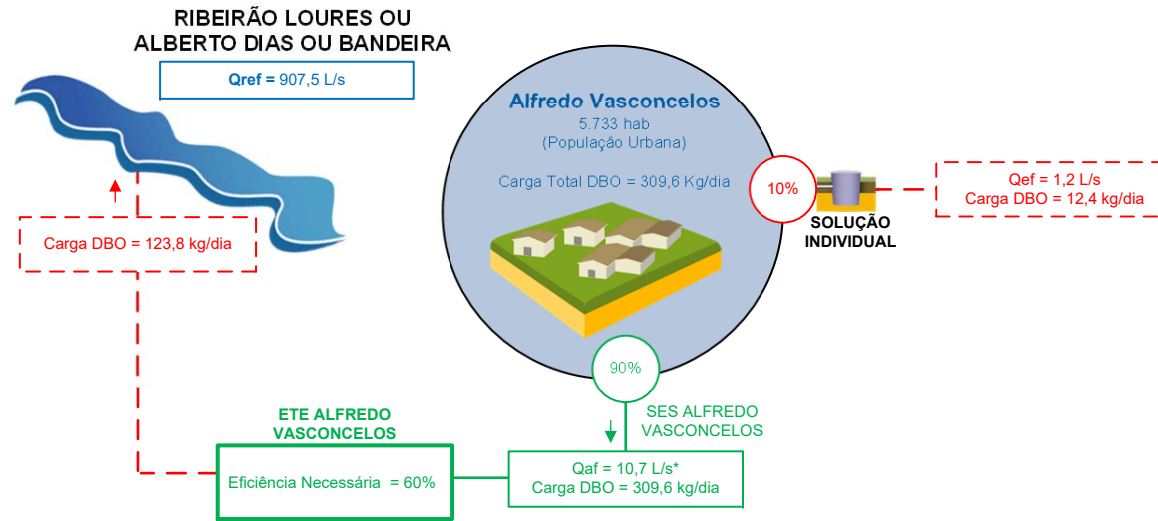 RIBEIRÃO LOURES OU
ALBERTO DIAS OU BANDEIRA
Qref = 907,5 L/s
Alfredo Vasconcelos
5.733 hab
(População Urbana)
Carga Total DBO = 309,6 Kg/dia
10%
SOLUÇÃO
INDIVIDUAL
Qef = 1,2 L/s
Carga DBO = 12,4 kg/dia
Carga DBO = 123,8 kg/dia
90%
SES ALFREDO
VASCONCELOS
ETE ALFREDO
VASCONCELOS
Eficiência Necessária = 60%
Qaf = 10,7 L/s*
Carga DBO = 309,6 kg/dia